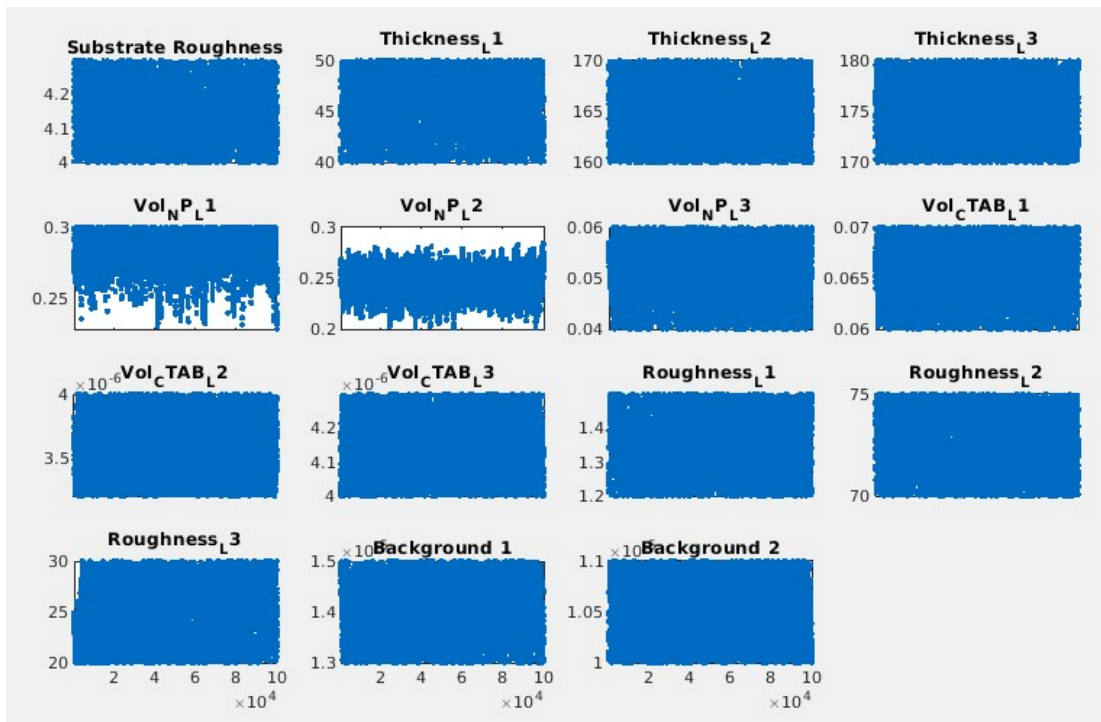 Substrate Roughness
4.2
4.1
4
Thickness_L1
50
45
40
Thickness_L2
170
165
160
Thickness_L3
180
175
170
Vol_NP_L1
0.3
0.25
Vol_NP_L2
0.3
0.25
0.2
Vol_NP_L3
0.06
0.05
0.04
Vol_CTAB_L1
0.07
0.065
0.06
×10^-6 Vol_CTAB_L2
4
3.5
×10^-6 Vol_CTAB_L3
4.2
4.1
4
Roughness_L1
1.4
1.3
1.2
Roughness_L2
75
70
Roughness_L3
30
25
20
2 4 6 8 10
×10^4
Background 1
1.5
1.4
1.3
2 4 6 8 10
×10^4
Background 2
1.1
1.05
1
2 4 6 8 10
×10^4